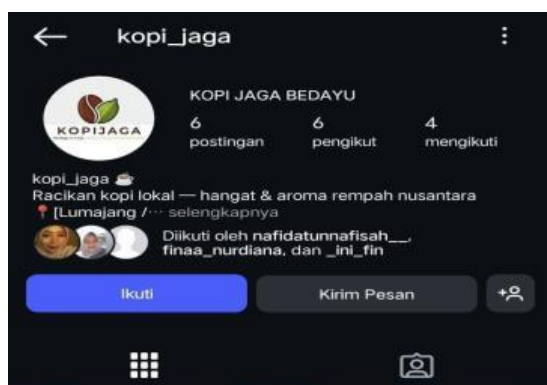 kopi_jaga
KOPIJAGA
KOPI JAGA BEDAYU
6 6 4
postingan pengikut mengikuti
kopi_jaga ☕
Racikan kopi lokal — hangat & aroma rempah nusantara
📍 [Lumajang /··· selengkapnya
Diikuti oleh nafidatunnafisah__,
finaa_nurdiana, dan _ini_fin
Ikuti Kirim Pesan